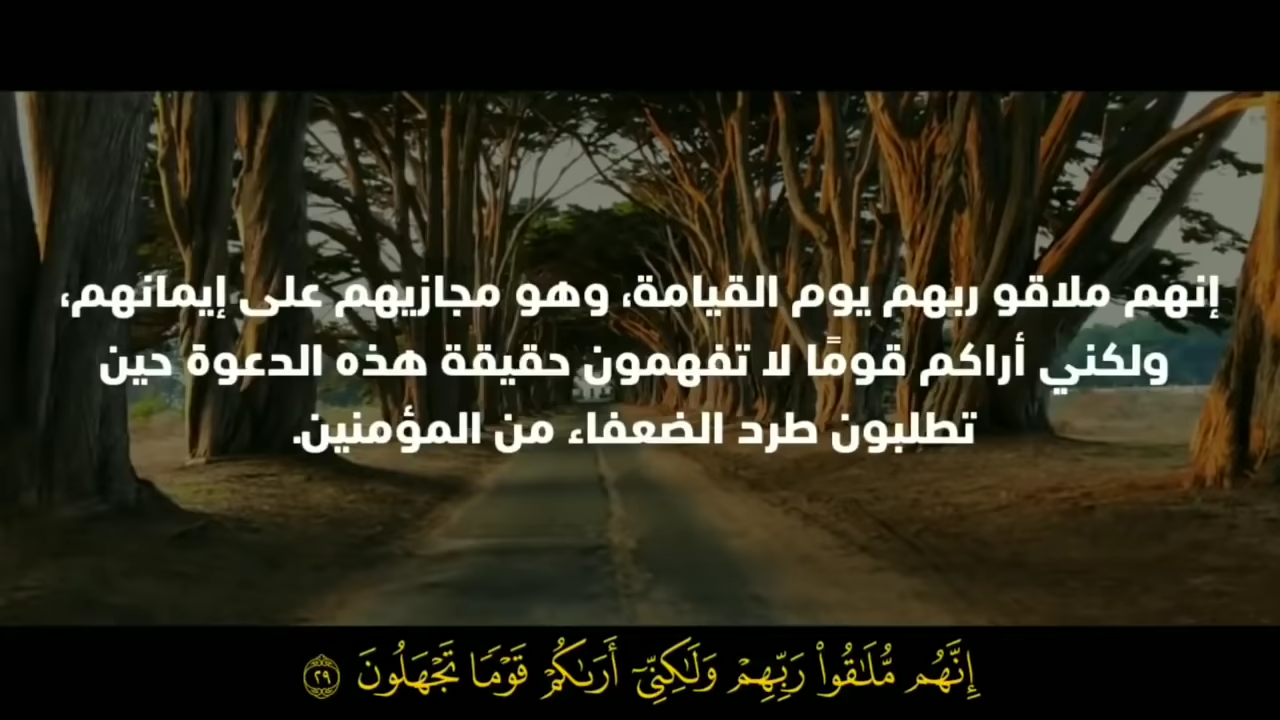 إنهم ملاقو ربهم يوم القيامة، وهو مجازيهم على إيمانهم،
ولكني أراكم قومًا لا تفهمون حقيقة هذه الدعوة حين
تطلبون طرد الضعفاء من المؤمنين.
إِنَّهُم مُّلَٰقُوا۟ رَبِّهِمْ وَلَٰكِنِّىٓ أَرَىٰكُمْ قَوْمًا تَجْهَلُونَ ٢٩